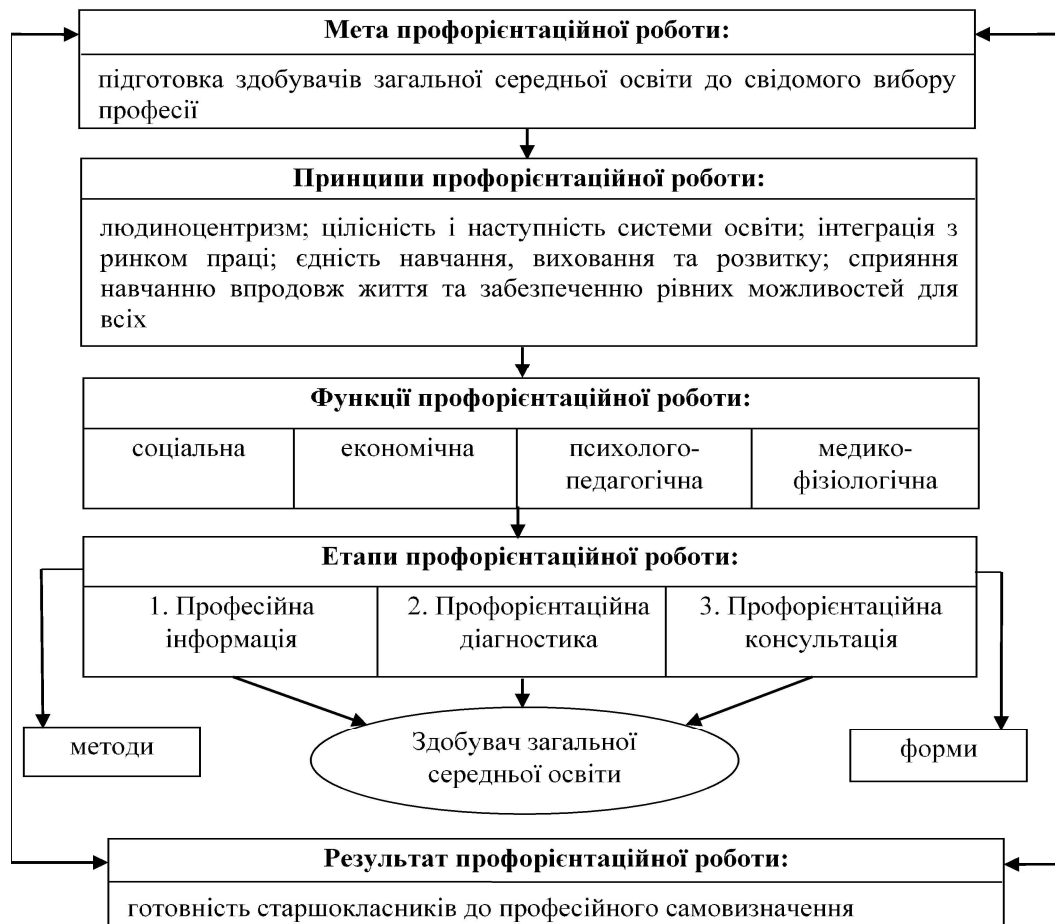 Мета профорієнтаційної роботи:
підготовка здобувачів загальної середньої освіти до свідомого вибору
професії
Принципи профорієнтаційної роботи:
людиноцентризм; цілісність і наступність системи освіти; інтеграція з
ринком праці; єдність навчання, виховання та розвитку; сприяння
навчанню впродовж життя та забезпеченню рівних можливостей для
всіх
Функції профорієнтаційної роботи:
соціальна
економічна
психолого-
педагогічна
медико-
фізіологічна
Етапи профорієнтаційної роботи:
1. Професійна
інформація
2. Профорієнтаційна
діагностика
3. Профорієнтаційна
консультація
методи
Здобувач загальної
середньої освіти
форми
Результат профорієнтаційної роботи:
готовність старшокласників до професійного самовизначення